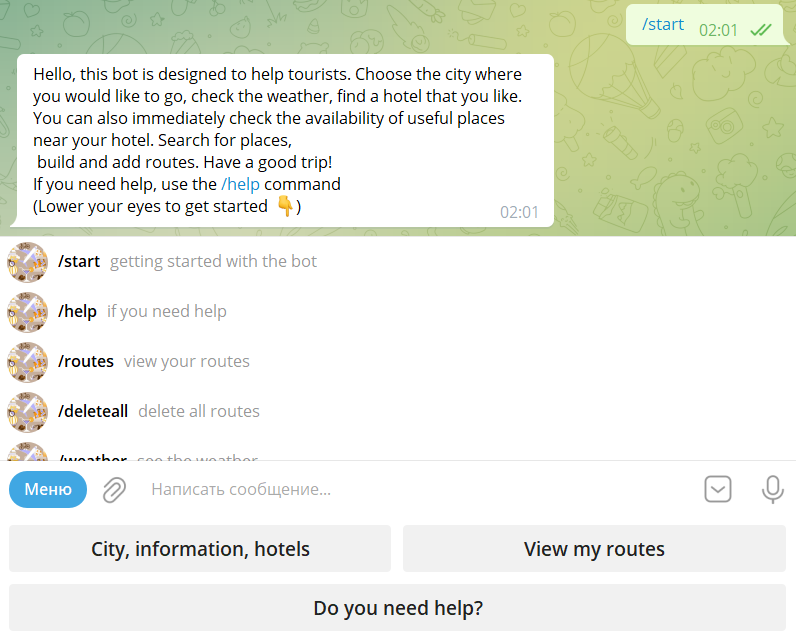 /start 02:01
Hello, this bot is designed to help tourists. Choose the city where
you would like to go, check the weather, find a hotel that you like.
You can also immediately check the availability of useful places
near your hotel. Search for places,
build and add routes. Have a good trip!
If you need help, use the /help command
(Lower your eyes to get started 👇)
02:01
/start getting started with the bot
/help if you need help
/routes view your routes
/deleteall delete all routes
/weather see the weather
Меню Написать сообщение...
City, information, hotels View my routes
Do you need help?